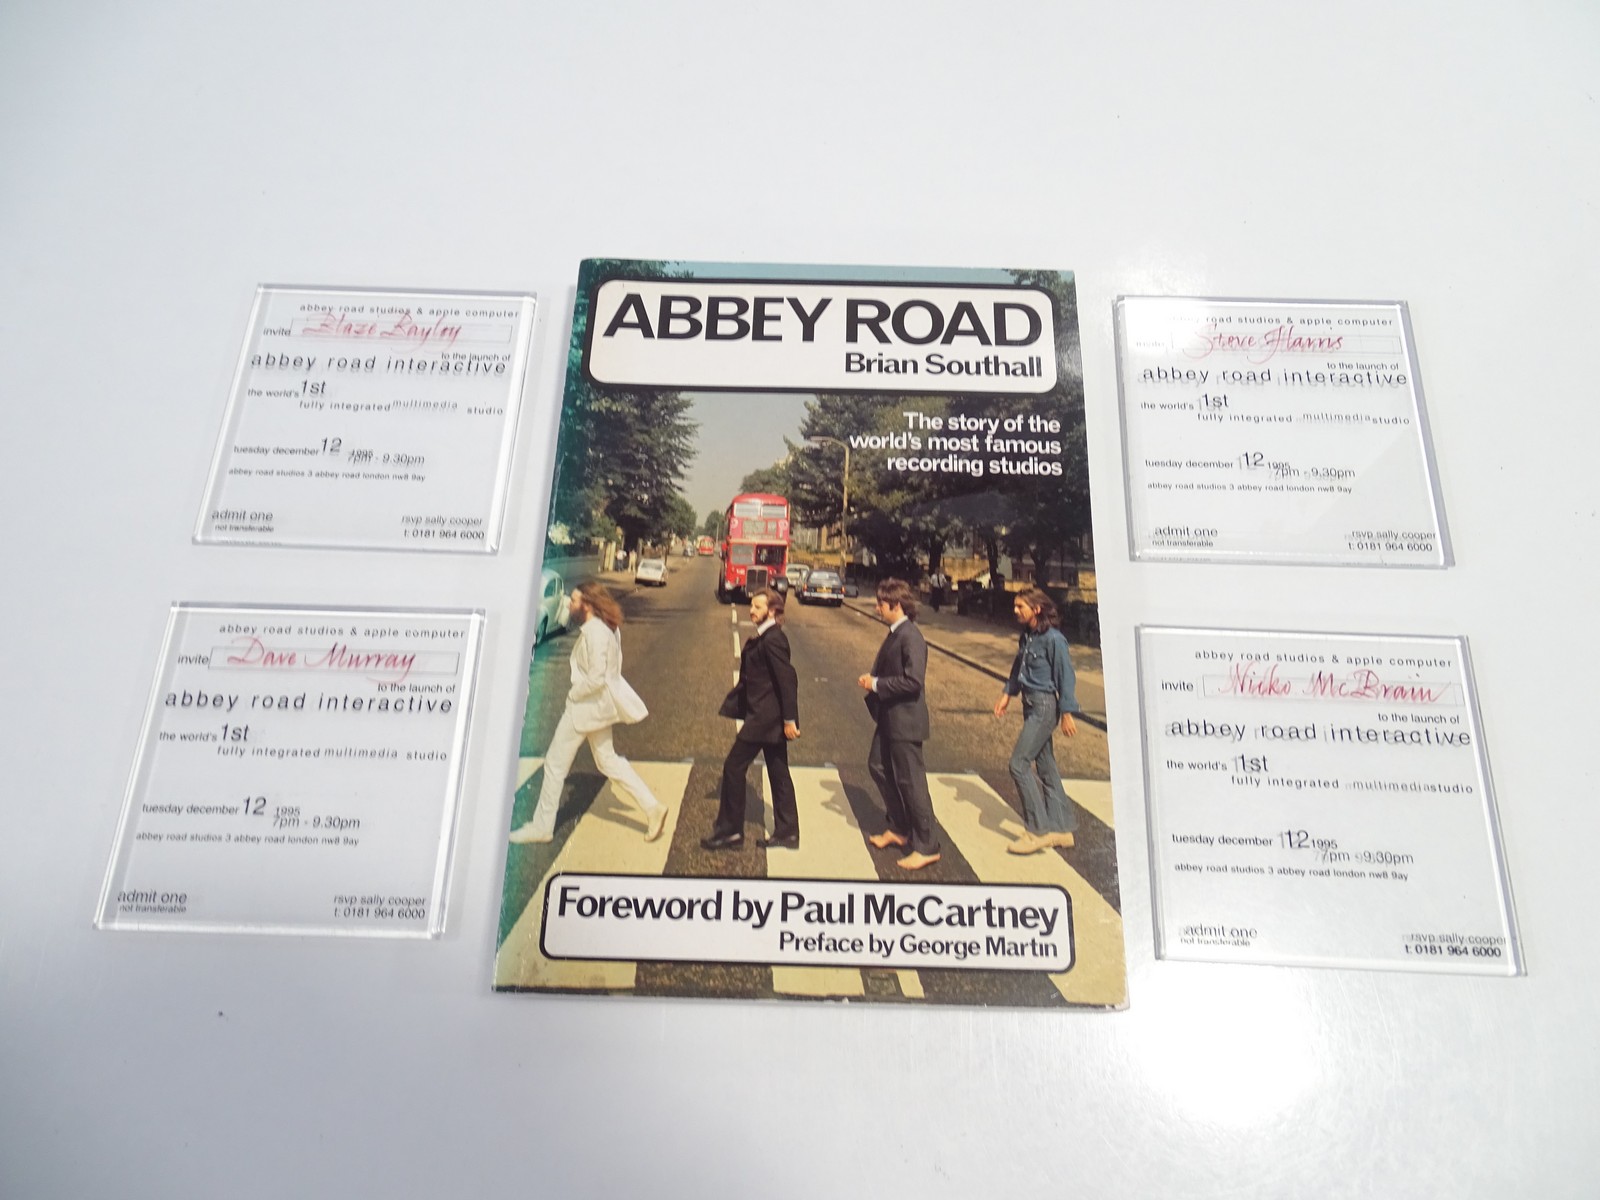 abbey road studios & apple computer
invite Blaze Bayley
to the launch of
abbey road interactive
the world's 1st
fully integrated multimedia studio
tuesday december 12 1995
7pm - 9.30pm
abbey road studios 3 abbey road london nw8 9ay
admit one
not transferable
rsvp sally cooper
t: 0181 964 6000
abbey road studios & apple computer
invite Dave Murray
to the launch of
abbey road interactive
the world's 1st
fully integrated multimedia studio
tuesday december 12 1995
7pm - 9.30pm
abbey road studios 3 abbey road london nw8 9ay
admit one
not transferable
rsvp sally cooper
t: 0181 964 6000
ABBEY ROAD
Brian Southall
The story of the
world's most famous
recording studios
Foreword by Paul McCartney
Preface by George Martin
abbey road studios & apple computer
invite Steve Harris
to the launch of
abbey road interactive
the world's 1st
fully integrated multimedia studio
tuesday december 12 1995
7pm - 9.30pm
abbey road studios 3 abbey road london nw8 9ay
admit one
not transferable
rsvp sally cooper
t: 0181 964 6000
abbey road studios & apple computer
invite Nicko McBrain
to the launch of
abbey road interactive
the world's 1st
fully integrated multimedia studio
tuesday december 12 1995
7pm - 9.30pm
abbey road studios 3 abbey road london nw8 9ay
admit one
not transferable
rsvp sally cooper
t: 0181 964 6000